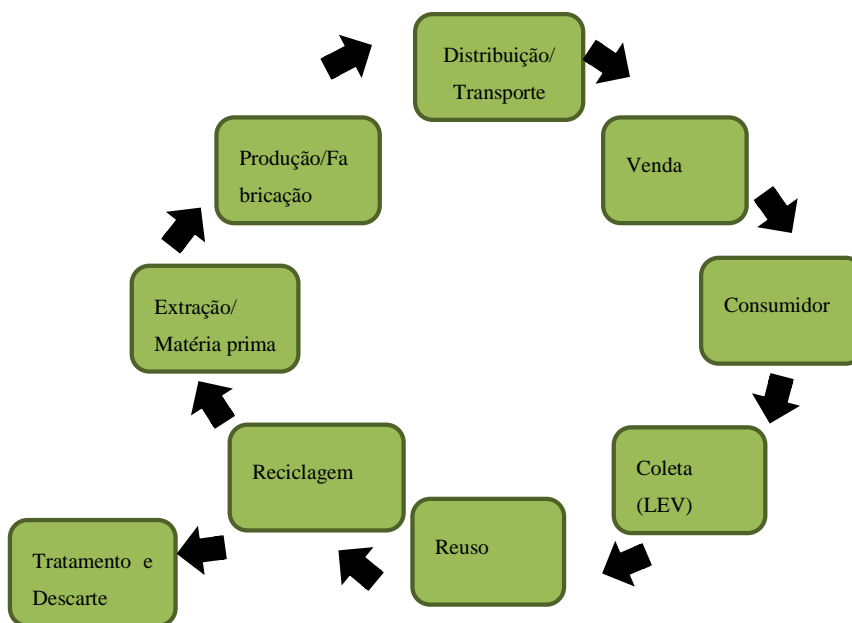 Distribuição/
Transporte
Venda
Consumidor
Coleta
(LEV)
Reuso
Reciclagem
Tratamento e
Descarte
Extração/
Matéria prima
Produção/Fa
bricação